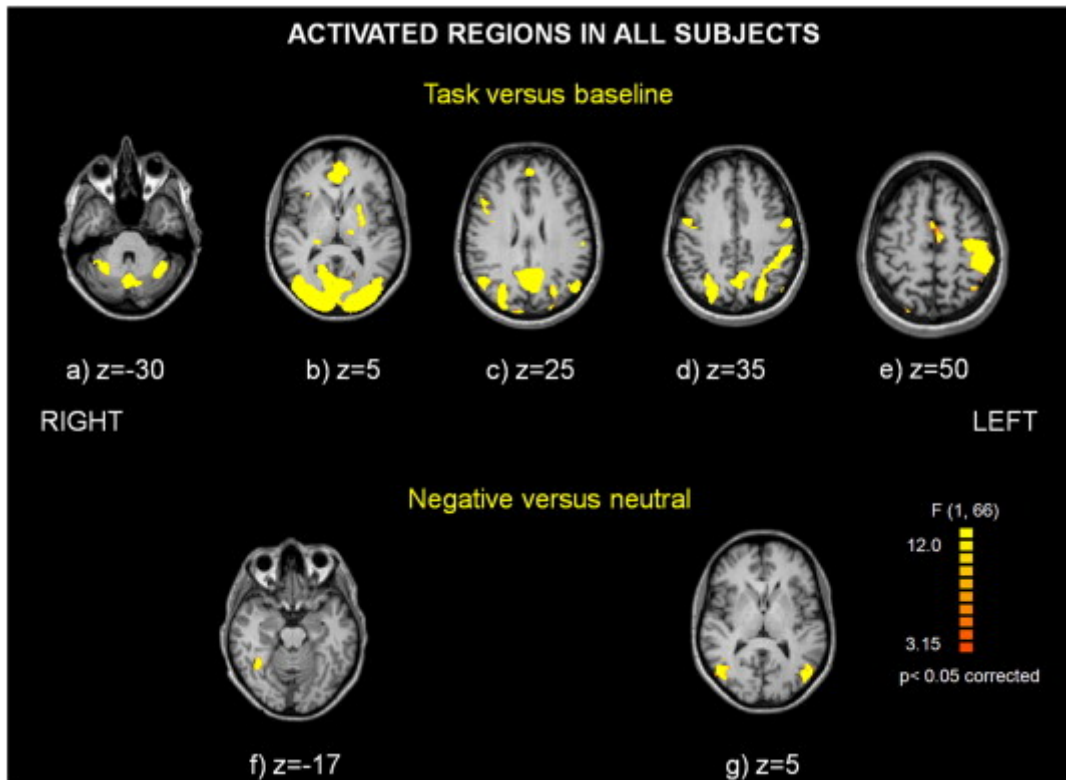 ACTIVATED REGIONS IN ALL SUBJECTS
Task versus baseline
a) z=-30 b) z=5 c) z=25 d) z=35 e) z=50
RIGHT LEFT
Negative versus neutral
F (1, 66)
12.0
3.15
p< 0.05 corrected
f) z=-17 g) z=5